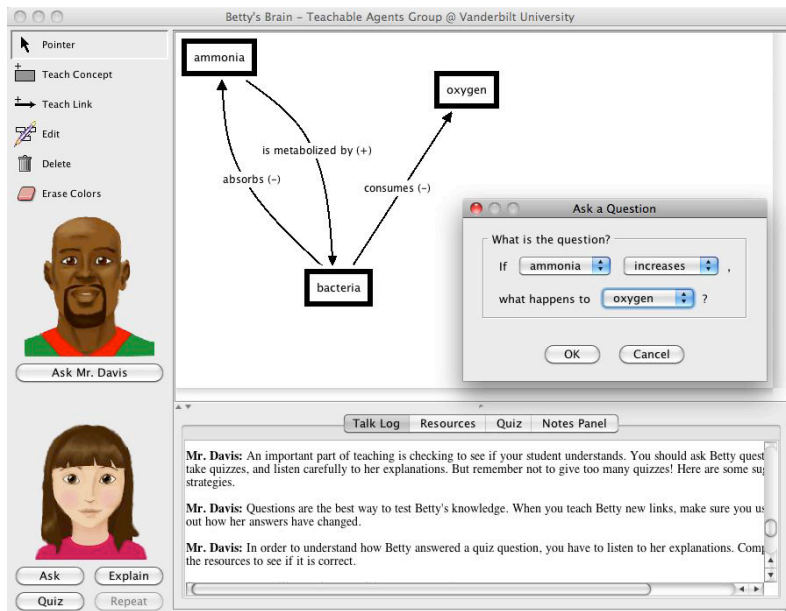 Betty's Brain – Teachable Agents Group @ Vanderbilt University
Pointer
Teach Concept
Teach Link
Edit
Delete
Erase Colors
Ask Mr. Davis
Ask
Explain
Quiz
Repeat
ammonia
oxygen
is metabolized by (+)
absorbs (-)
consumes (-)
bacteria
Ask a Question
What is the question?
If ammonia increases ,
what happens to oxygen ?
OK
Cancel
Talk Log
Resources
Quiz
Notes Panel
Mr. Davis: An important part of teaching is checking to see if your student understands. You should ask Betty
take quizzes, and listen carefully to her explanations. But remember not to give too many quizzes! Here are some
strategies.
Mr. Davis: Questions are the best way to test Betty's knowledge. When you teach Betty new links, make sure you
out how her answers have changed.
Mr. Davis: In order to understand how Betty answered a quiz question, you have to listen to her explanations.
the resources to see if it is correct.